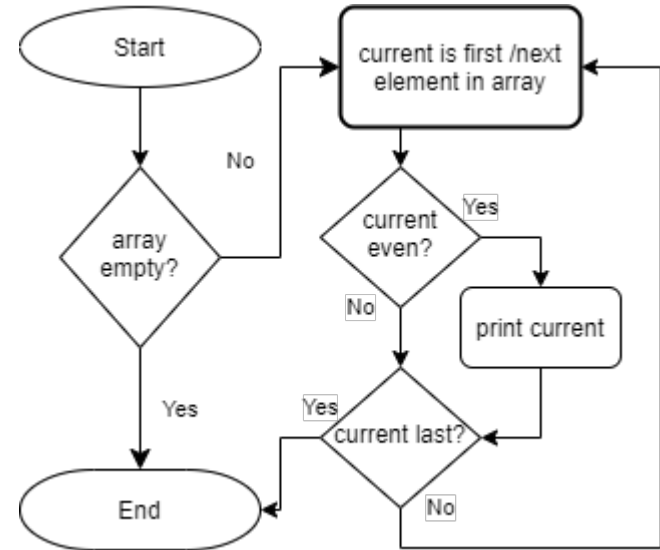 Start
current is first /next
element in array
No
Yes
array
empty?
current
even?
No
print current
Yes
Yes
current last?
End
No